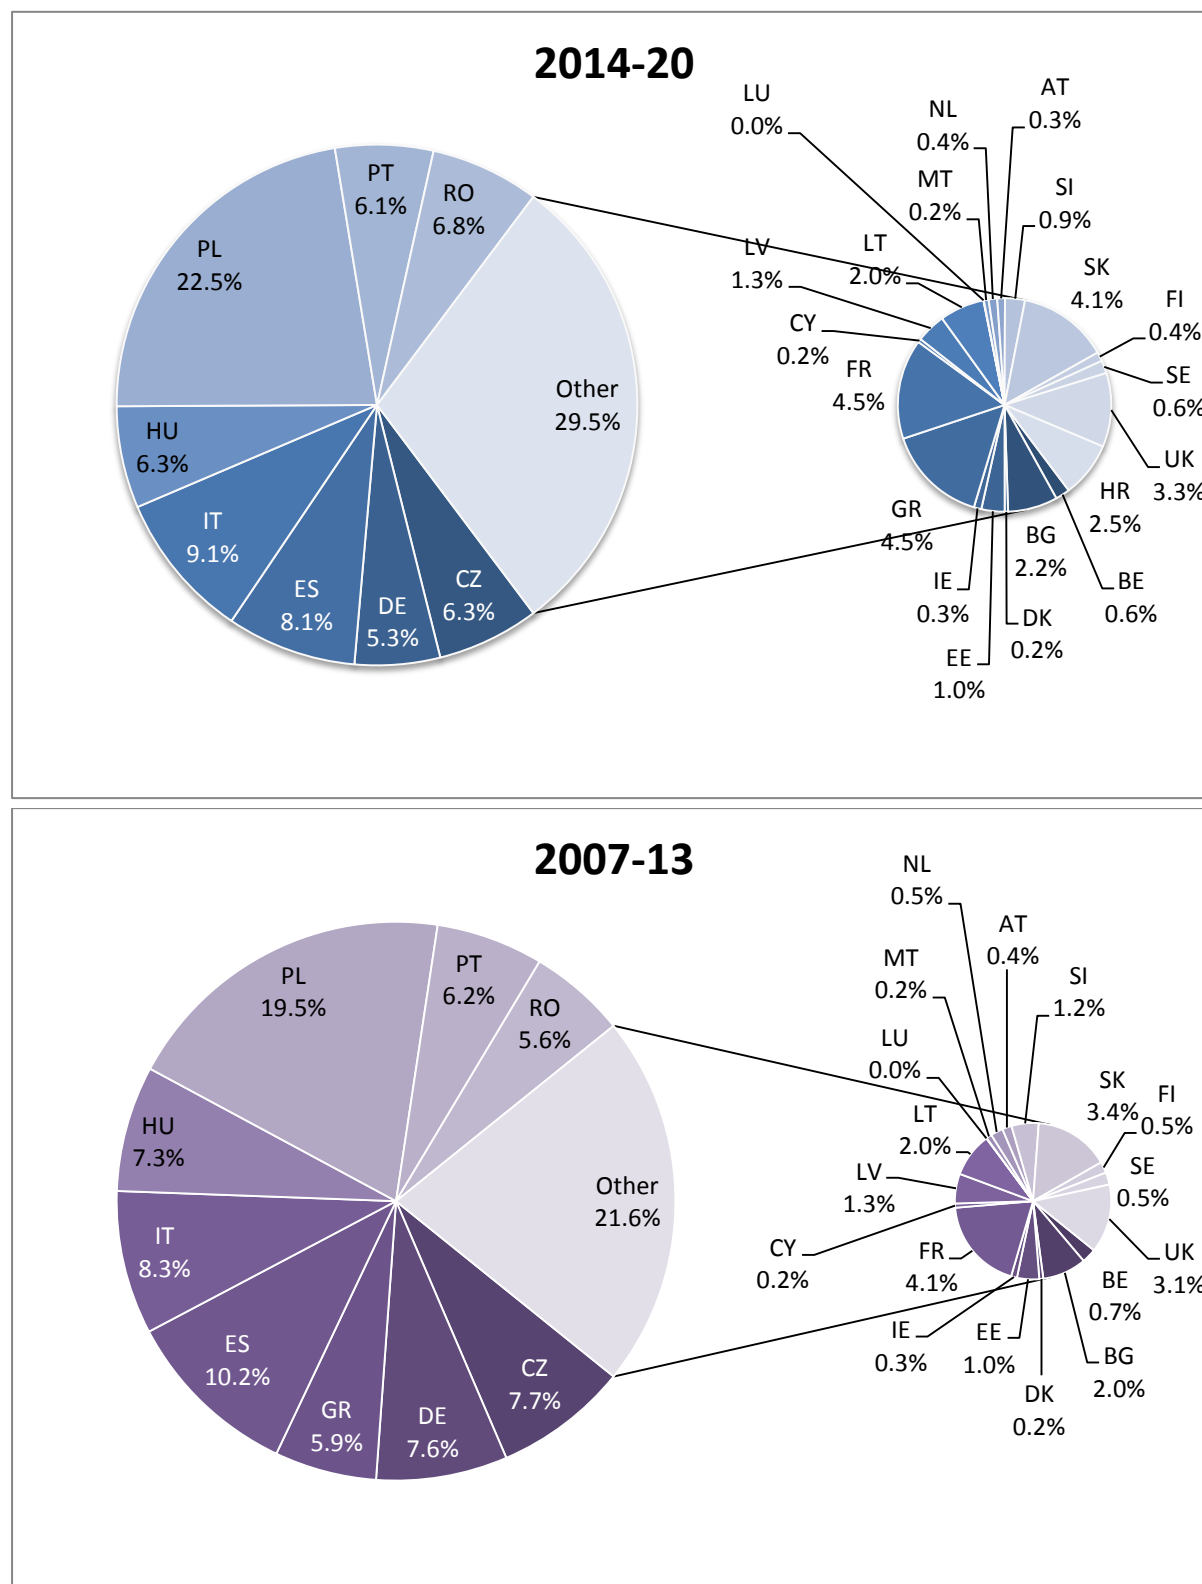 2014-20
LU
0.0%
NL
0.4%
AT
0.3%
MT
0.2%
SI
0.9%
LV
1.3%
LT
2.0%
SK
4.1%
FI
0.4%
CY
0.2%
FR
4.5%
SE
0.6%
UK
3.3%
HR
2.5%
GR
4.5%
BG
2.2%
BE
0.6%
IE
0.3%
DK
0.2%
EE
1.0%
PT
6.1%
RO
6.8%
PL
22.5%
Other
29.5%
HU
6.3%
IT
9.1%
ES
8.1%
DE
5.3%
CZ
6.3%
2007-13
NL
0.5%
AT
0.4%
MT
0.2%
SI
1.2%
LU
0.0%
SK
3.4%
FI
0.5%
LT
2.0%
SE
0.5%
LV
1.3%
CY
0.2%
FR
4.1%
UK
3.1%
BE
0.7%
IE
0.3%
EE
1.0%
BG
2.0%
DK
0.2%
PT
6.2%
PL
19.5%
RO
5.6%
HU
7.3%
Other
21.6%
IT
8.3%
ES
10.2%
GR
5.9%
DE
7.6%
CZ
7.7%